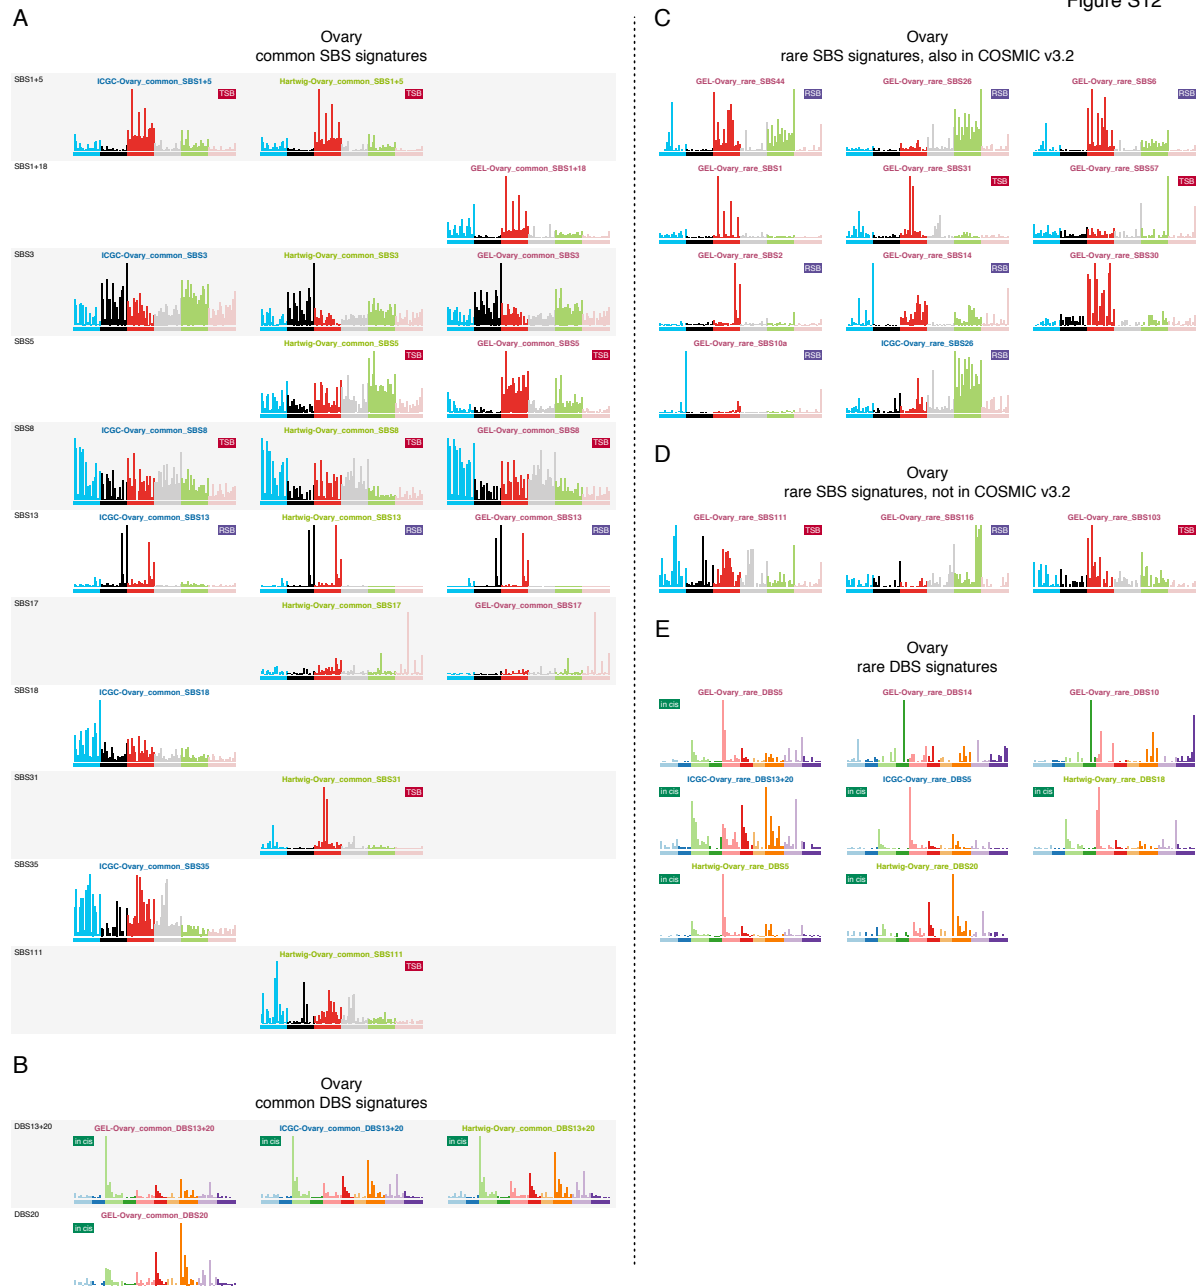 Figure S12
A
Ovary
common SBS signatures
SBS1+5
ICGC-Ovary_common_SBS1+5
TSB
Hartwig-Ovary_common_SBS1+5
TSB
SBS1+18
GEL-Ovary_common_SBS1+18
SBS3
ICGC-Ovary_common_SBS3
Hartwig-Ovary_common_SBS3
GEL-Ovary_common_SBS3
SBS5
Hartwig-Ovary_common_SBS5
TSB
GEL-Ovary_common_SBS5
TSB
SBS8
ICGC-Ovary_common_SBS8
TSB
Hartwig-Ovary_common_SBS8
TSB
GEL-Ovary_common_SBS8
TSB
SBS13
ICGC-Ovary_common_SBS13
RSB
Hartwig-Ovary_common_SBS13
RSB
GEL-Ovary_common_SBS13
RSB
SBS17
Hartwig-Ovary_common_SBS17
GEL-Ovary_common_SBS17
SBS18
ICGC-Ovary_common_SBS18
SBS31
Hartwig-Ovary_common_SBS31
TSB
SBS35
ICGC-Ovary_common_SBS35
SBS111
Hartwig-Ovary_common_SBS111
TSB
B
Ovary
common DBS signatures
DBS13+20
GEL-Ovary_common_DBS13+20
in cis
ICGC-Ovary_common_DBS13+20
in cis
Hartwig-Ovary_common_DBS13+20
in cis
DBS20
GEL-Ovary_common_DBS20
in cis
C
Ovary
rare SBS signatures, also in COSMIC v3.2
GEL-Ovary_rare_SBS44
RSB
GEL-Ovary_rare_SBS26
RSB
GEL-Ovary_rare_SBS6
RSB
GEL-Ovary_rare_SBS1
GEL-Ovary_rare_SBS31
TSB
GEL-Ovary_rare_SBS57
TSB
GEL-Ovary_rare_SBS2
RSB
GEL-Ovary_rare_SBS14
RSB
GEL-Ovary_rare_SBS30
GEL-Ovary_rare_SBS10a
RSB
ICGC-Ovary_rare_SBS26
RSB
D
Ovary
rare SBS signatures, not in COSMIC v3.2
GEL-Ovary_rare_SBS111
TSB
GEL-Ovary_rare_SBS116
RSB
GEL-Ovary_rare_SBS103
TSB
E
Ovary
rare DBS signatures
GEL-Ovary_rare_DBS5
in cis
GEL-Ovary_rare_DBS14
GEL-Ovary_rare_DBS10
ICGC-Ovary_rare_DBS13+20
in cis
ICGC-Ovary_rare_DBS5
in cis
Hartwig-Ovary_rare_DBS18
in cis
Hartwig-Ovary_rare_DBS5
in cis
Hartwig-Ovary_rare_DBS20
in cis